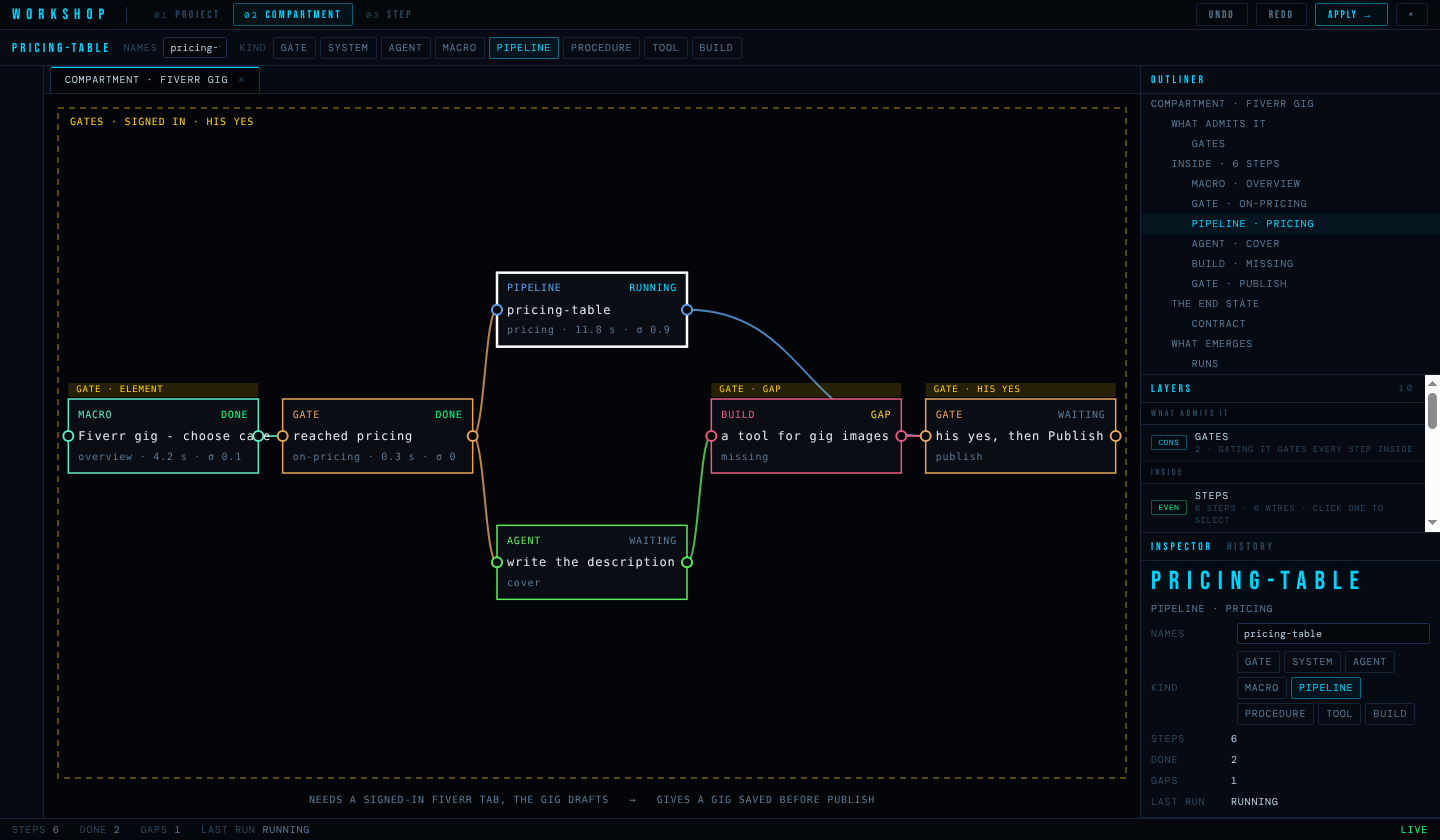 WORKSHOP
01 PROJECT
02 COMPARTMENT
03 STEP
UNDO
REDO
APPLY →
×
PRICING-TABLE
NAMES
pricing-
KIND
GATE
SYSTEM
AGENT
MACRO
PIPELINE
PROCEDURE
TOOL
BUILD
COMPARTMENT · FIVERR GIG ×
GATES · SIGNED IN · HIS YES
PIPELINE RUNNING
pricing-table
pricing · 11.8 s · σ 0.9
GATE · ELEMENT
MACRO DONE
Fiverr gig - choose
overview · 4.2 s · σ 0.1
GATE DONE
reached pricing
on-pricing · 0.3 s · σ 0
GATE · GAP
BUILD GAP
a tool for gig images
missing
GATE · HIS YES
GATE WAITING
his yes, then Publish
publish
AGENT WAITING
write the description
cover
NEEDS A SIGNED-IN FIVERR TAB, THE GIG DRAFTS → GIVES A GIG SAVED BEFORE PUBLISH
OUTLINER
COMPARTMENT · FIVERR GIG
WHAT ADMITS IT
GATES
INSIDE · 6 STEPS
MACRO · OVERVIEW
GATE · ON-PRICING
PIPELINE · PRICING
AGENT · COVER
BUILD · MISSING
GATE · PUBLISH
THE END STATE
CONTRACT
WHAT EMERGES
RUNS
LAYERS 10
WHAT ADMITS IT
CONS
GATES
2 · GATING IT GATES EVERY STEP INSIDE
INSIDE
EVEN
STEPS
6 STEPS · 6 WIRES · CLICK ONE TO
SELECT
INSPECTOR HISTORY
PRICING-TABLE
PIPELINE · PRICING
NAMES pricing-table
GATE SYSTEM AGENT
KIND MACRO PIPELINE
PROCEDURE TOOL BUILD
STEPS 6
DONE 2
GAPS 1
LAST RUN RUNNING
STEPS 6 DONE 2 GAPS 1 LAST RUN RUNNING
LIVE